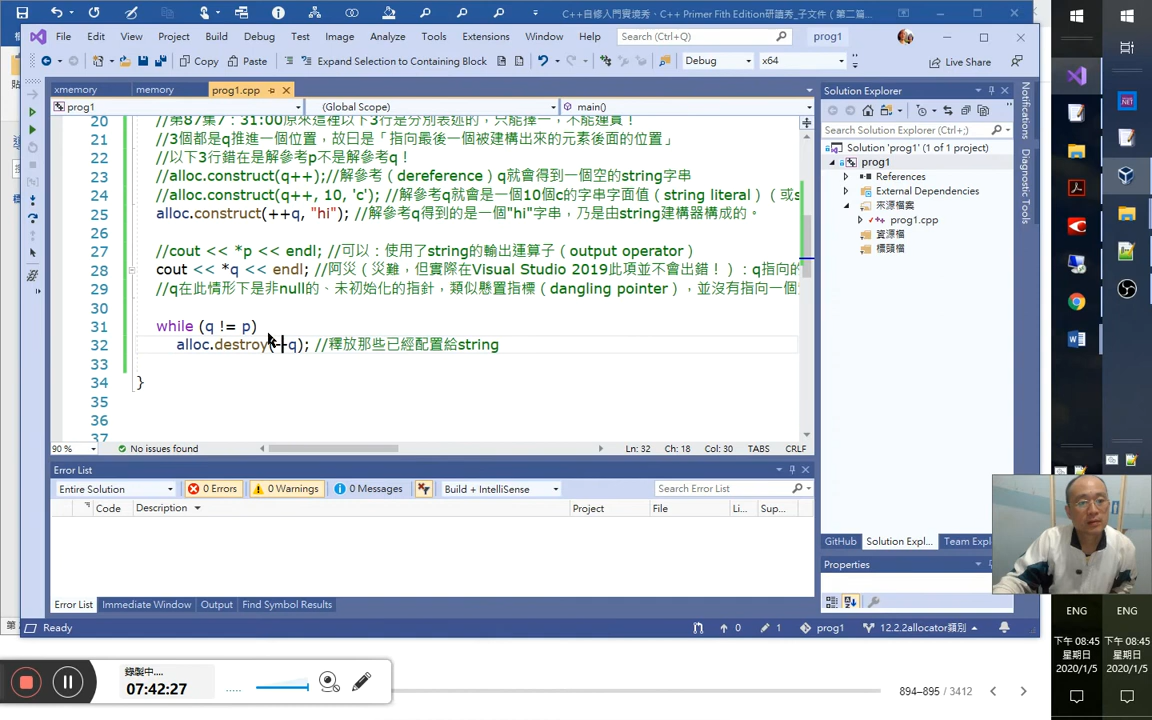 C++自修入門實境秀、C++ Primer Fith Edition研讀秀_子文件（第二篇...
File Edit View Project Build Debug Test Image Analyze Tools Extensions Window Help Search (Ctrl+Q) prog1
Copy Paste Expand Selection to Containing Block Debug x64 Live Share
xmemory memory prog1.cpp
prog1 (Global Scope) main()
20 //第87集7：31:00原來這裡以下3行是分別表述的，只能擇一，不能連貫！
21 //3個都是q推進一個位置，故曰是「指向最後一個被建構出來的元素後面的位置」
22 //以下3行錯在是解參考p不是解參考q！
23 //alloc.construct(q++);//解參考（dereference）q就會得到一個空的string字串
24 //alloc.construct(q++, 10, 'c'); //解參考q就會是一個10個c的字串字面值（string literal）（或s
25 alloc.construct(++q, "hi"); //解參考q得到的是一個"hi"字串，乃是由string建構器構成的。
26
27 //cout << *p << endl; //可以：使用了string的輸出運算子（output operator）
28 cout << *q << endl; //阿災（災難，但實際在Visual Studio 2019此項並不會出錯！）：q指向的
29 //q在此情形下是非null的、未初始化的指針，類似懸置指標（dangling pointer），並沒有指向一個
30
31 while (q != p)
32 alloc.destroy(--q); //釋放那些已經配置給string
33
34 }
35
36
37
90 % No issues found Ln: 32 Ch: 18 Col: 30 TABS CRLF
Error List
Entire Solution 0 Errors 0 Warnings 0 Messages Build + IntelliSense Search Error List
Code Description Project File Li... Sup...
Error List Immediate Window Output Find Symbol Results
Solution Explorer
Search Solution Explorer (Ctrl+;)
Solution 'prog1' (1 of 1 project)
prog1
References
External Dependencies
來源檔案
prog1.cpp
資源檔
標頭檔
GitHub Solution Expl... Team Expl
Properties
Notifications
Diagnostic Tools
Ready 0 1 prog1 12.2.2allocator類別
錄製中...
07:42:27
894–895 / 3412
ENG ENG
下午 08:45 下午 08:45
星期日 星期日
2020/1/5 2020/1/5